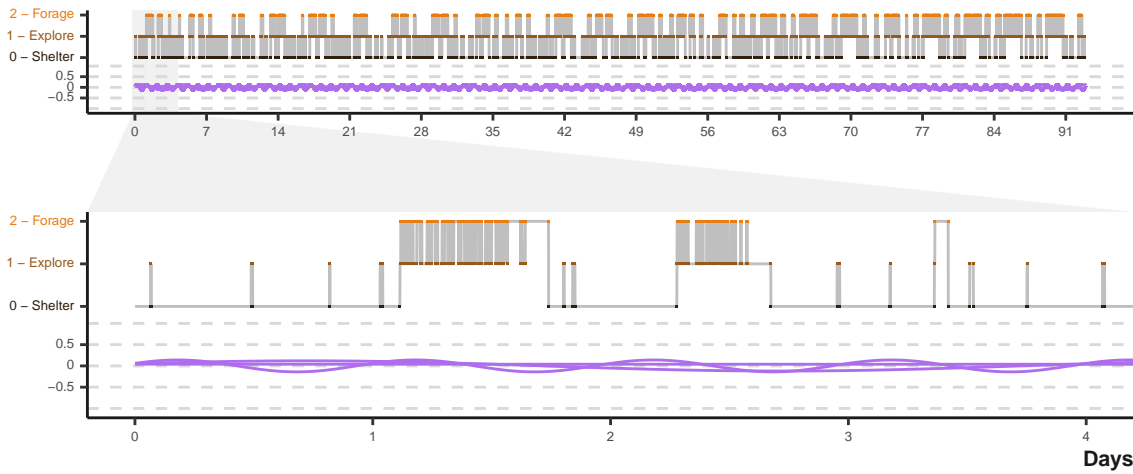 2 – Forage
1 – Explore
0 – Shelter
0.5
0
−0.5
0 7 14 21 28 35 42 49 56 63 70 77 84 91
2 – Forage
1 – Explore
0 – Shelter
0.5
0
−0.5
0 1 2 3 4
Days